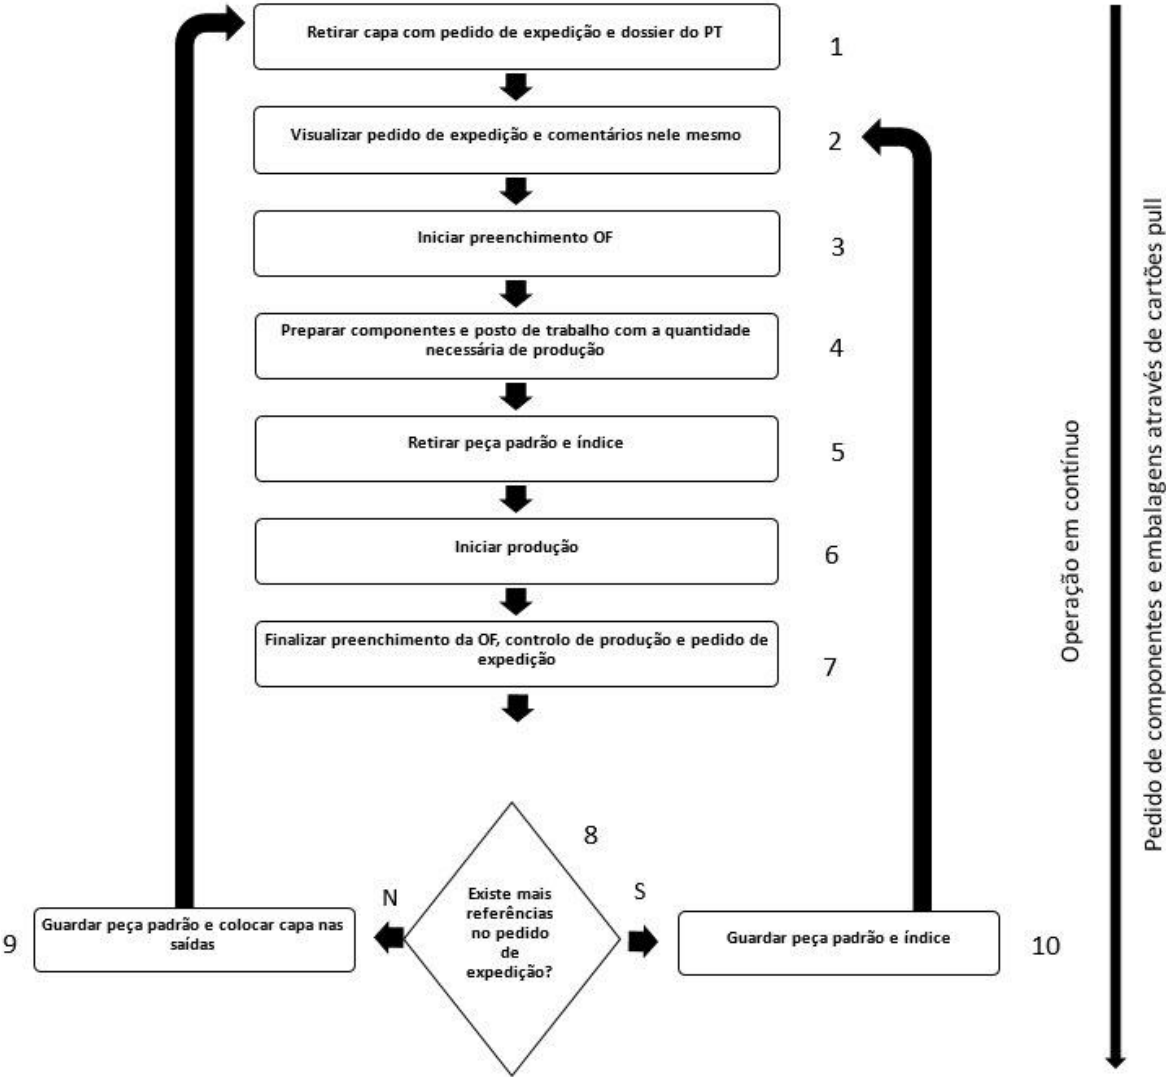 Retirar capa com pedido de expedição e dossier do PT
1
Visualizar pedido de expedição e comentários nele mesmo
2
Iniciar preenchimento OF
3
Preparar componentes e posto de trabalho com a quantidade
necessária de produção
4
Retirar peça padrão e índice
5
Iniciar produção
6
Finalizar preenchimento da OF, controlo de produção e pedido de
expedição
7
8
Existe mais
referências
no pedido
de
expedição?
N
S
Guardar peça padrão e colocar capa nas
saídas
9
Guardar peça padrão e índice
10
Operação em contínuo
Pedido de componentes e embalagens através de cartões pull